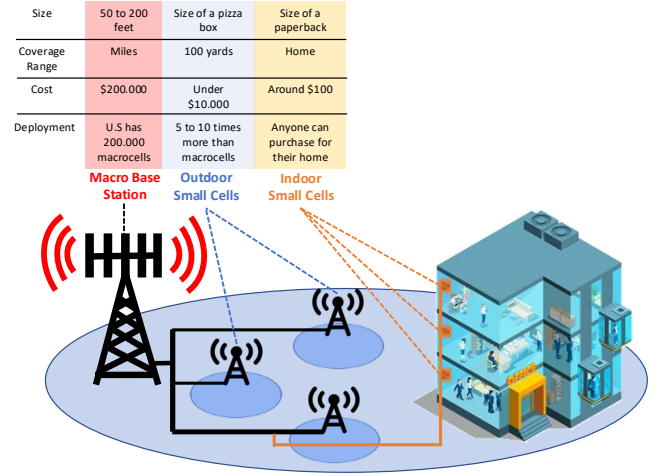 Size
50 to 200
feet
Size of a pizza
box
Size of a
paperback
Coverage
Range
Miles
100 yards
Home
Cost
$200.000
Under
$10.000
Around $100
Deployment
U.S has
200.000
macrocells
5 to 10 times
more than
macrocells
Anyone can
purchase for
their home
Macro Base
Station
Outdoor
Small Cells
Indoor
Small Cells
OFFICE